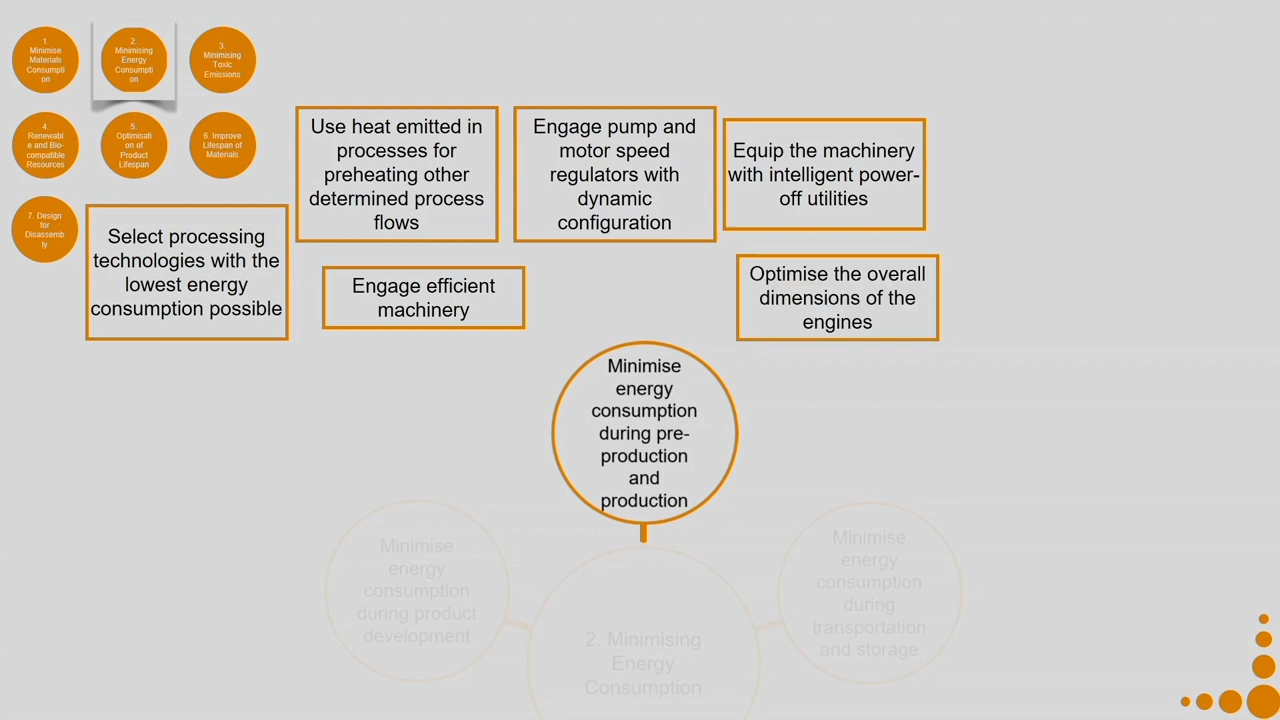 1.
Minimise
Materials
Consumpti
on
2.
Minimising
Energy
Consumpti
on
3.
Minimising
Toxic
Emissions
4.
Renewabl
e and Bio-
compatible
Resources
5.
Optimisati
on of
Product
Lifespan
6. Improve
Lifespan of
Materials
7. Design
for
Disassemb
ly
Select processing
technologies with the
lowest energy
consumption possible
Use heat emitted in
processes for
preheating other
determined process
flows
Engage pump and
motor speed
regulators with
dynamic
configuration
Equip the machinery
with intelligent power-
off utilities
Engage efficient
machinery
Optimise the overall
dimensions of the
engines
Minimise
energy
consumption
during pre-
production
and
production
Minimise
energy
consumption
during product
development
2. Minimising
Energy
Consumption
Minimise
energy
consumption
during
transportation
and storage